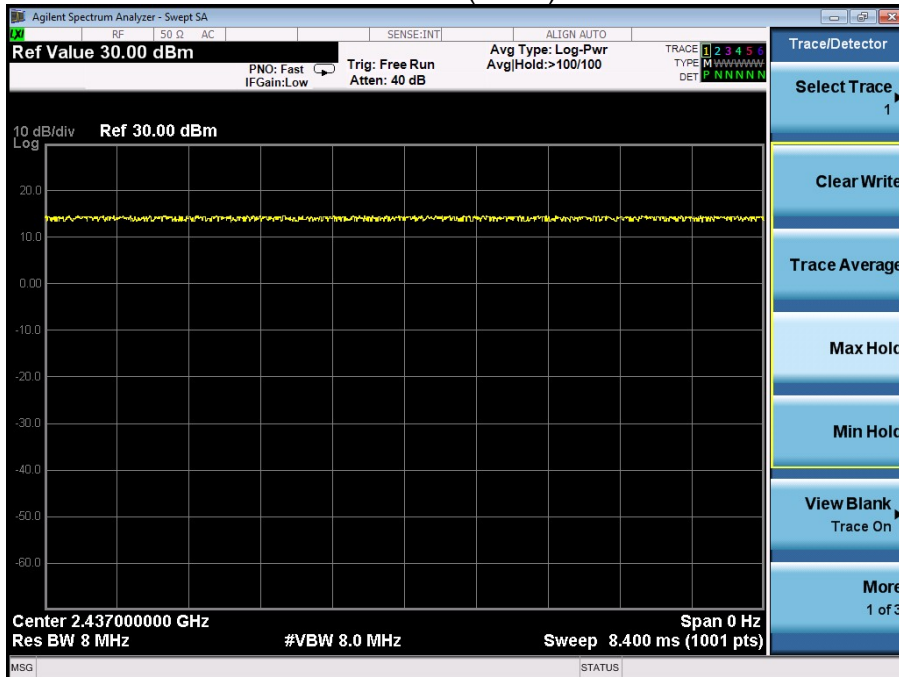 Agilent Spectrum Analyzer - Swept SA
LXI RF 50 Ω AC SENSE:INT ALIGN AUTO
Ref Value 30.00 dBm
PNO: Fast
IFGain:Low
Trig: Free Run
Atten: 40 dB
Avg Type: Log-Pwr
Avg|Hold:>100/100
TRACE 1 2 3 4 5 6
TYPE M WWWWW
DET P N N N N N
10 dB/div Ref 30.00 dBm
Log
20.0
10.0
0.00
-10.0
-20.0
-30.0
-40.0
-50.0
-60.0
Center 2.437000000 GHz Span 0 Hz
Res BW 8 MHz #VBW 8.0 MHz Sweep 8.400 ms (1001 pts)
MSG STATUS
Trace/Detector
Select Trace
1
Clear Write
Trace Average
Max Hold
Min Hold
View Blank
Trace On
More
1 of 3